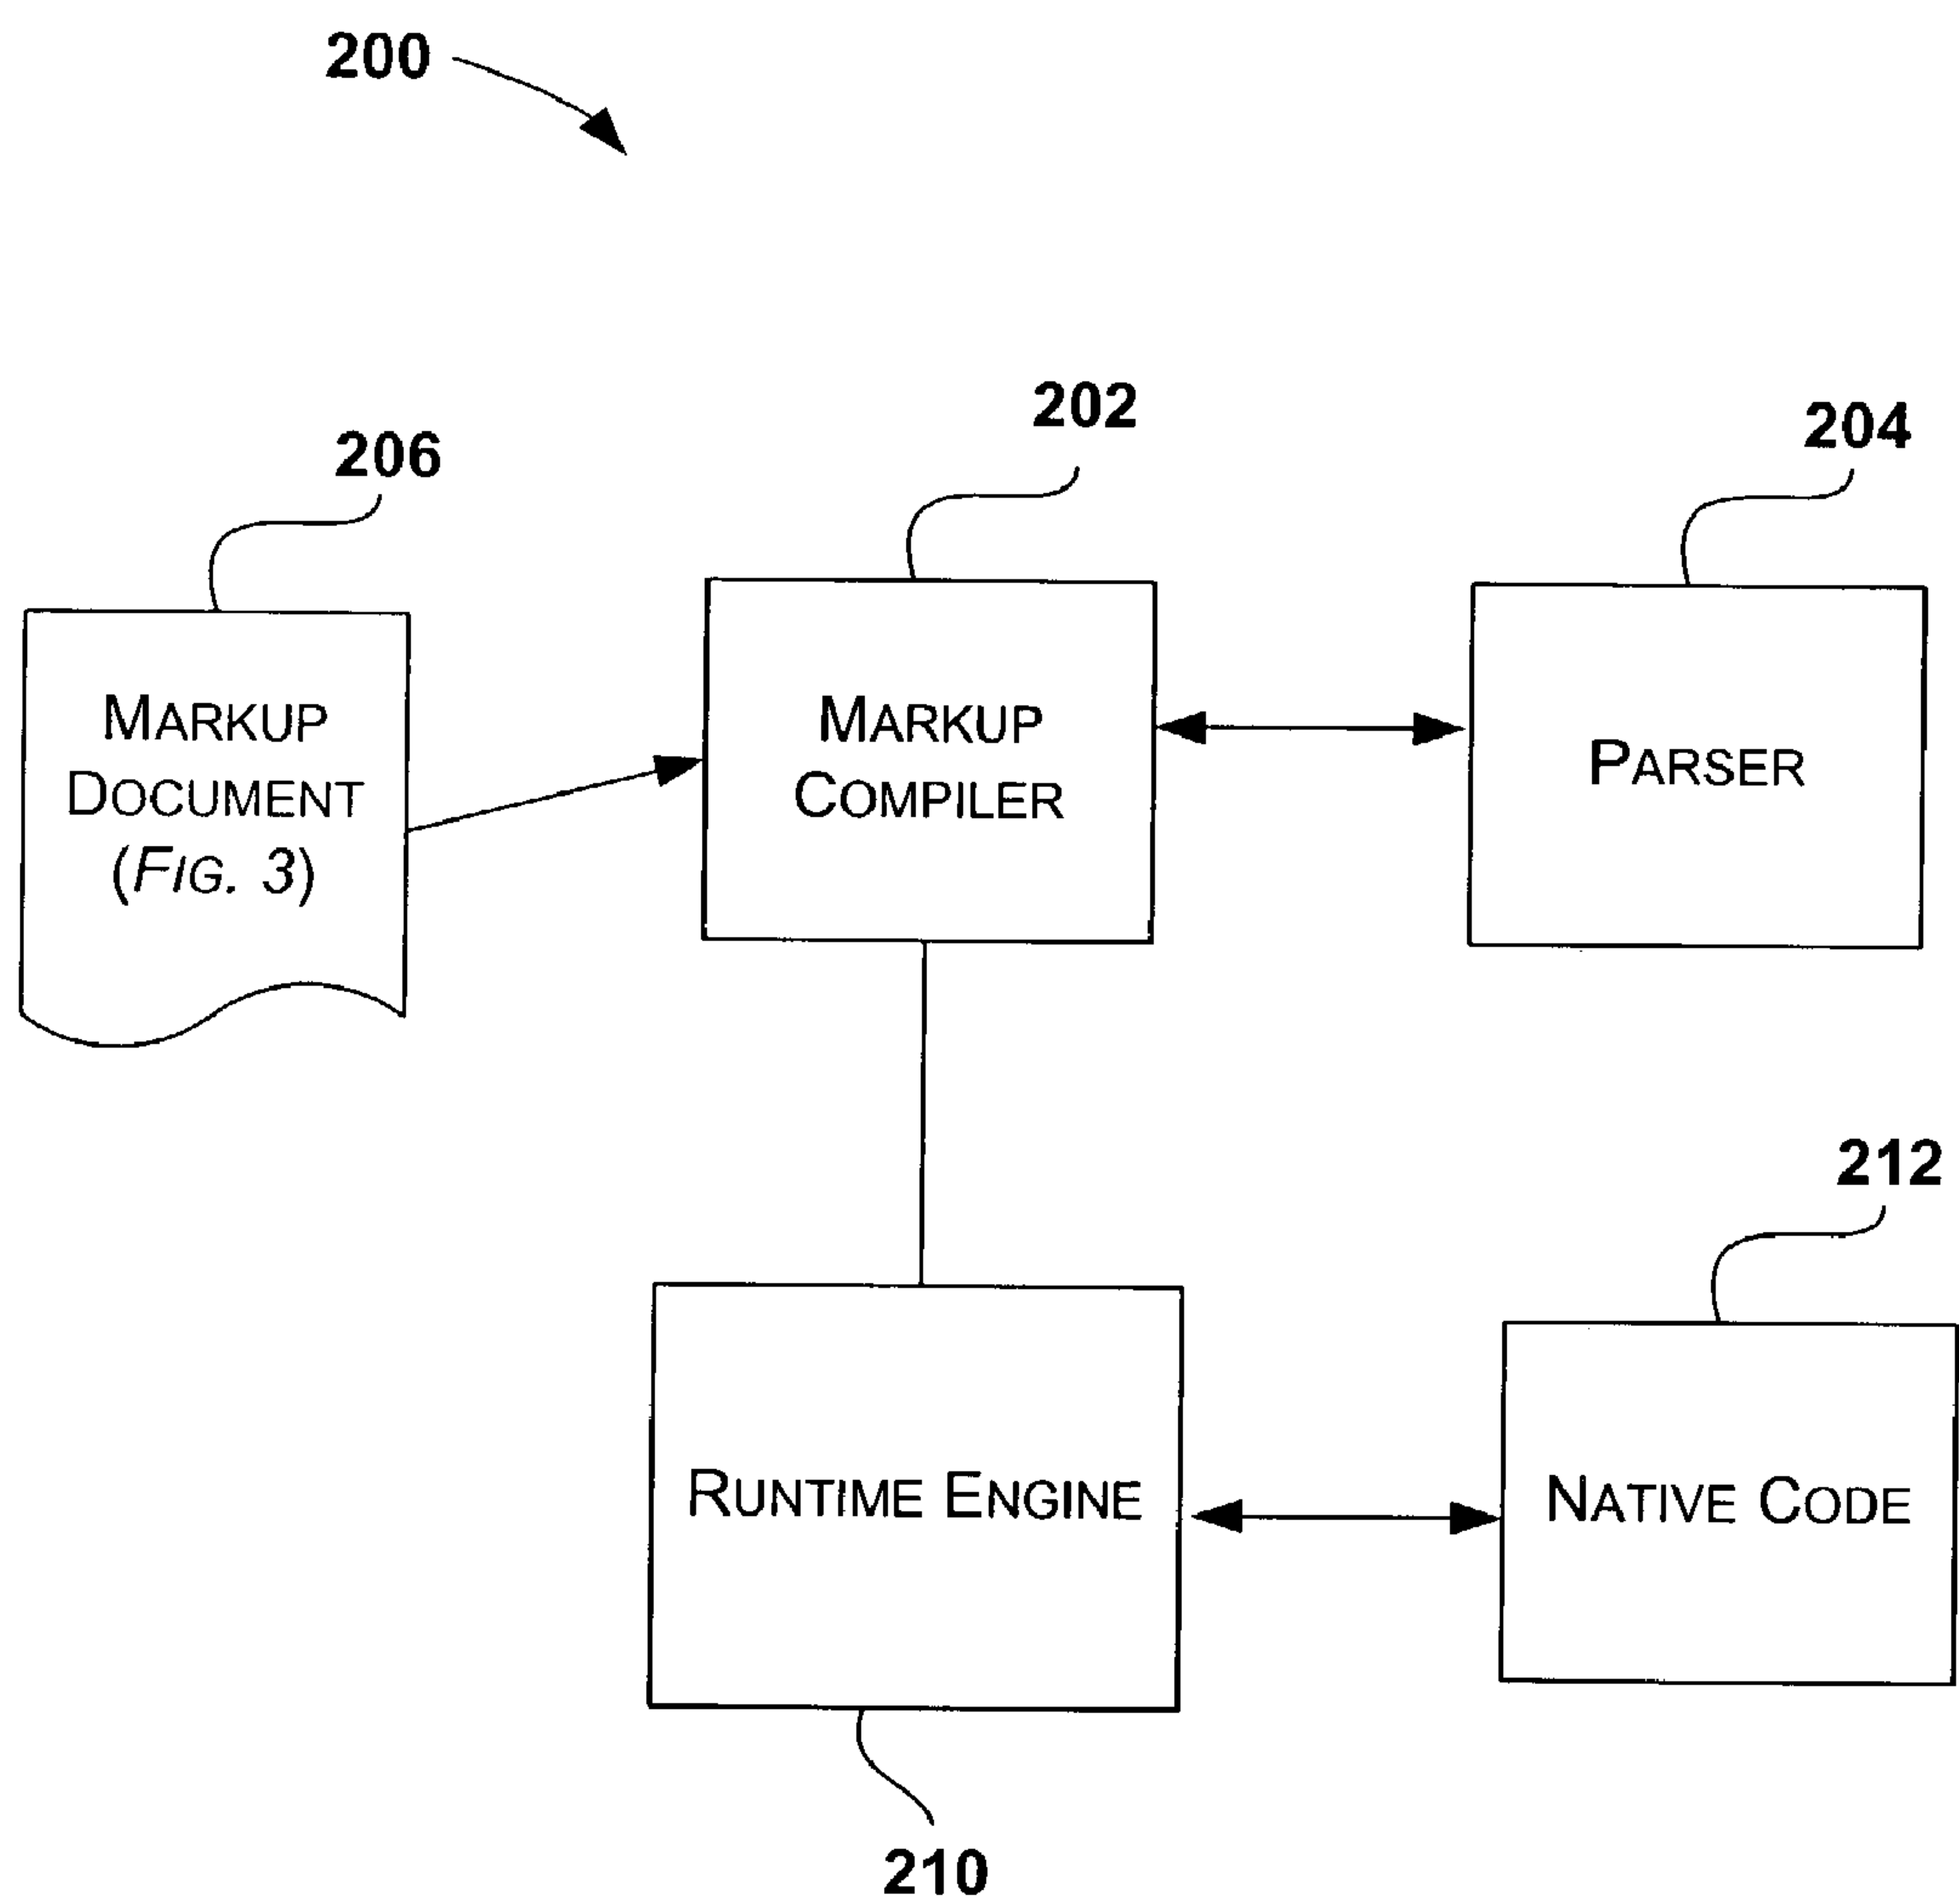 200
202
204
206
MARKUP
DOCUMENT
(FIG. 3)
MARKUP
COMPILER
PARSER
212
RUNTIME ENGINE
NATIVE CODE
210